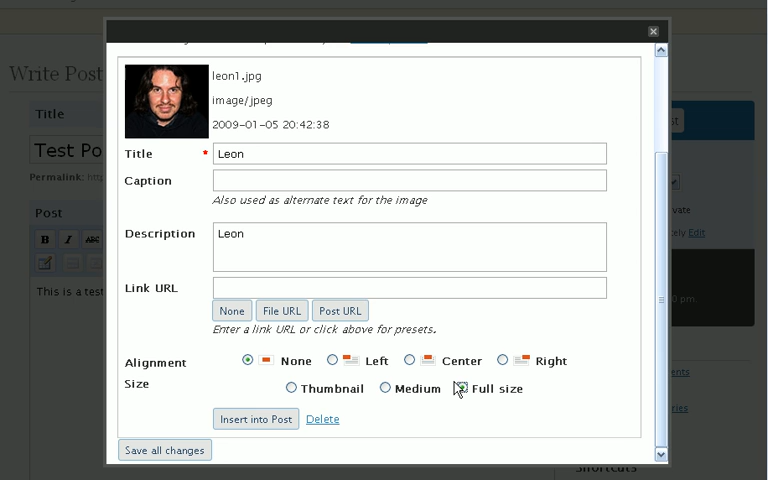 Write Post
Title
Test Po
Permalink:
Post
B I ABC
This is a test
leon1.jpg
image/jpeg
2009-01-05 20:42:38
Title * Leon
Caption
Also used as alternate text for the image
Description Leon
Link URL
None File URL Post URL
Enter a link URL or click above for presets.
Alignment None Left Center Right
Size Thumbnail Medium Full size
Insert into Post Delete
Save all changes
Edit
0 pm.
Shortcuts